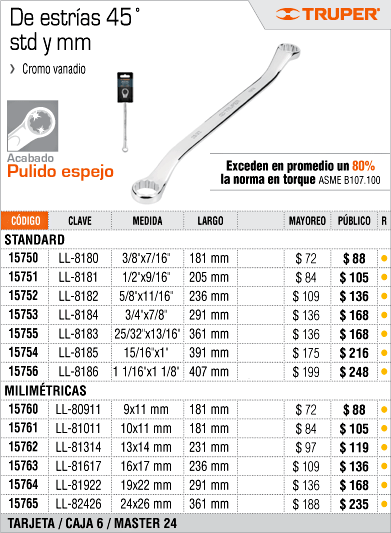 De estrías 45°
std y mm
› Cromo vanadio
TRUPER®
Acabado
Pulido espejo
Exceden en promedio un 80%
la norma en torque ASME B107.100
CÓDIGO CLAVE MEDIDA LARGO MAYOREO PÚBLICO R
STANDARD
15750 LL-8180 3/8"x7/16" 181 mm $ 72 $ 88
15751 LL-8181 1/2"x9/16" 205 mm $ 84 $ 105
15752 LL-8182 5/8"x11/16" 236 mm $ 109 $ 136
15753 LL-8184 3/4"x7/8" 291 mm $ 136 $ 168
15755 LL-8183 25/32"x13/16" 361 mm $ 136 $ 168
15754 LL-8185 15/16"x1" 391 mm $ 175 $ 216
15756 LL-8186 1 1/16"x1 1/8" 407 mm $ 199 $ 248
MILIMÉTRICAS
15760 LL-80911 9x11 mm 181 mm $ 72 $ 88
15761 LL-81011 10x11 mm 181 mm $ 84 $ 105
15762 LL-81314 13x14 mm 231 mm $ 97 $ 119
15763 LL-81617 16x17 mm 236 mm $ 109 $ 136
15764 LL-81922 19x22 mm 291 mm $ 136 $ 168
15765 LL-82426 24x26 mm 361 mm $ 188 $ 235
TARJETA / CAJA 6 / MASTER 24